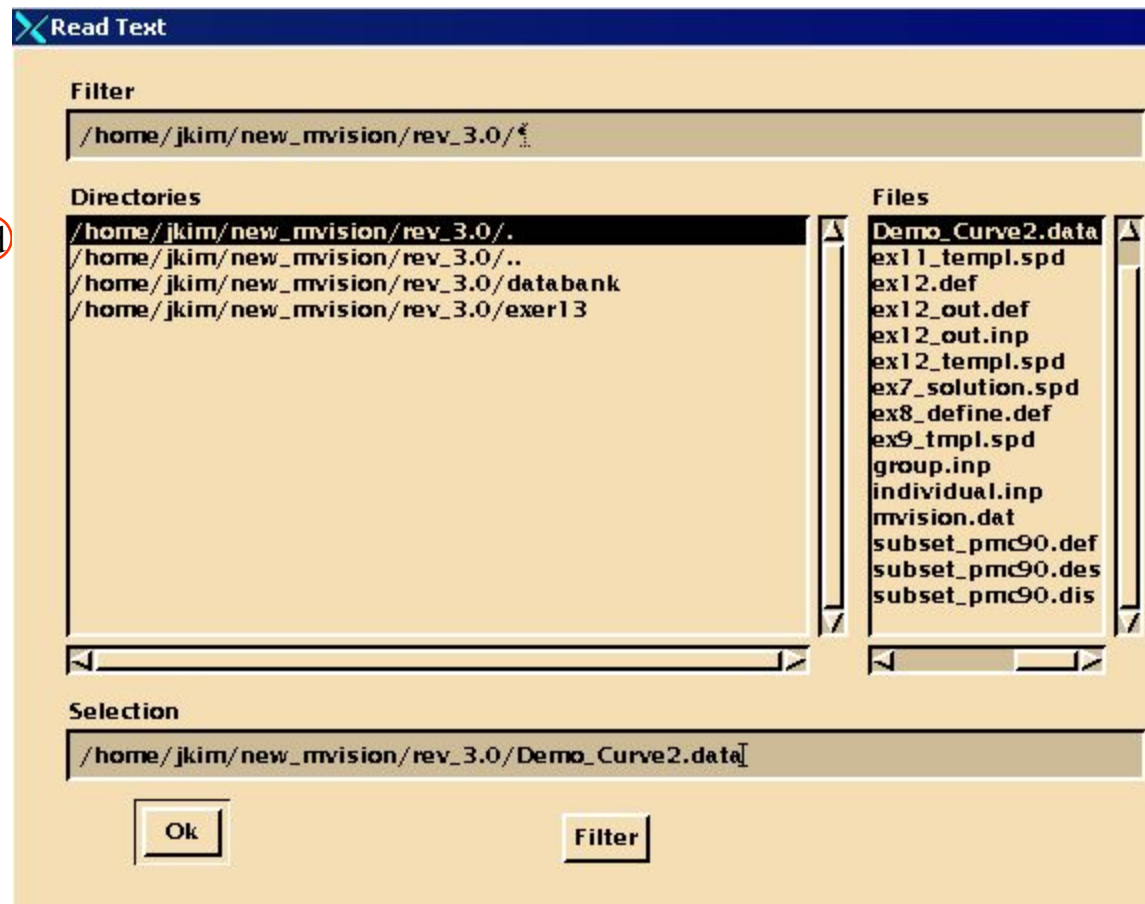 Read Text
Filter
/home/jkim/new_mvision/rev_3.0/*
Directories
/home/jkim/new_mvision/rev_3.0/.
/home/jkim/new_mvision/rev_3.0/..
/home/jkim/new_mvision/rev_3.0/databank
/home/jkim/new_mvision/rev_3.0/exer13
Files
Demo_Curve2.data
ex11_templ.spd
ex12.def
ex12_out.def
ex12_out.inp
ex12_templ.spd
ex7_solution.spd
ex8_define.def
ex9_tmpl.spd
group.inp
individual.inp
mvision.dat
subset_pmc90.def
subset_pmc90.des
subset_pmc90.dis
Selection
/home/jkim/new_mvision/rev_3.0/Demo_Curve2.data
Ok
Filter